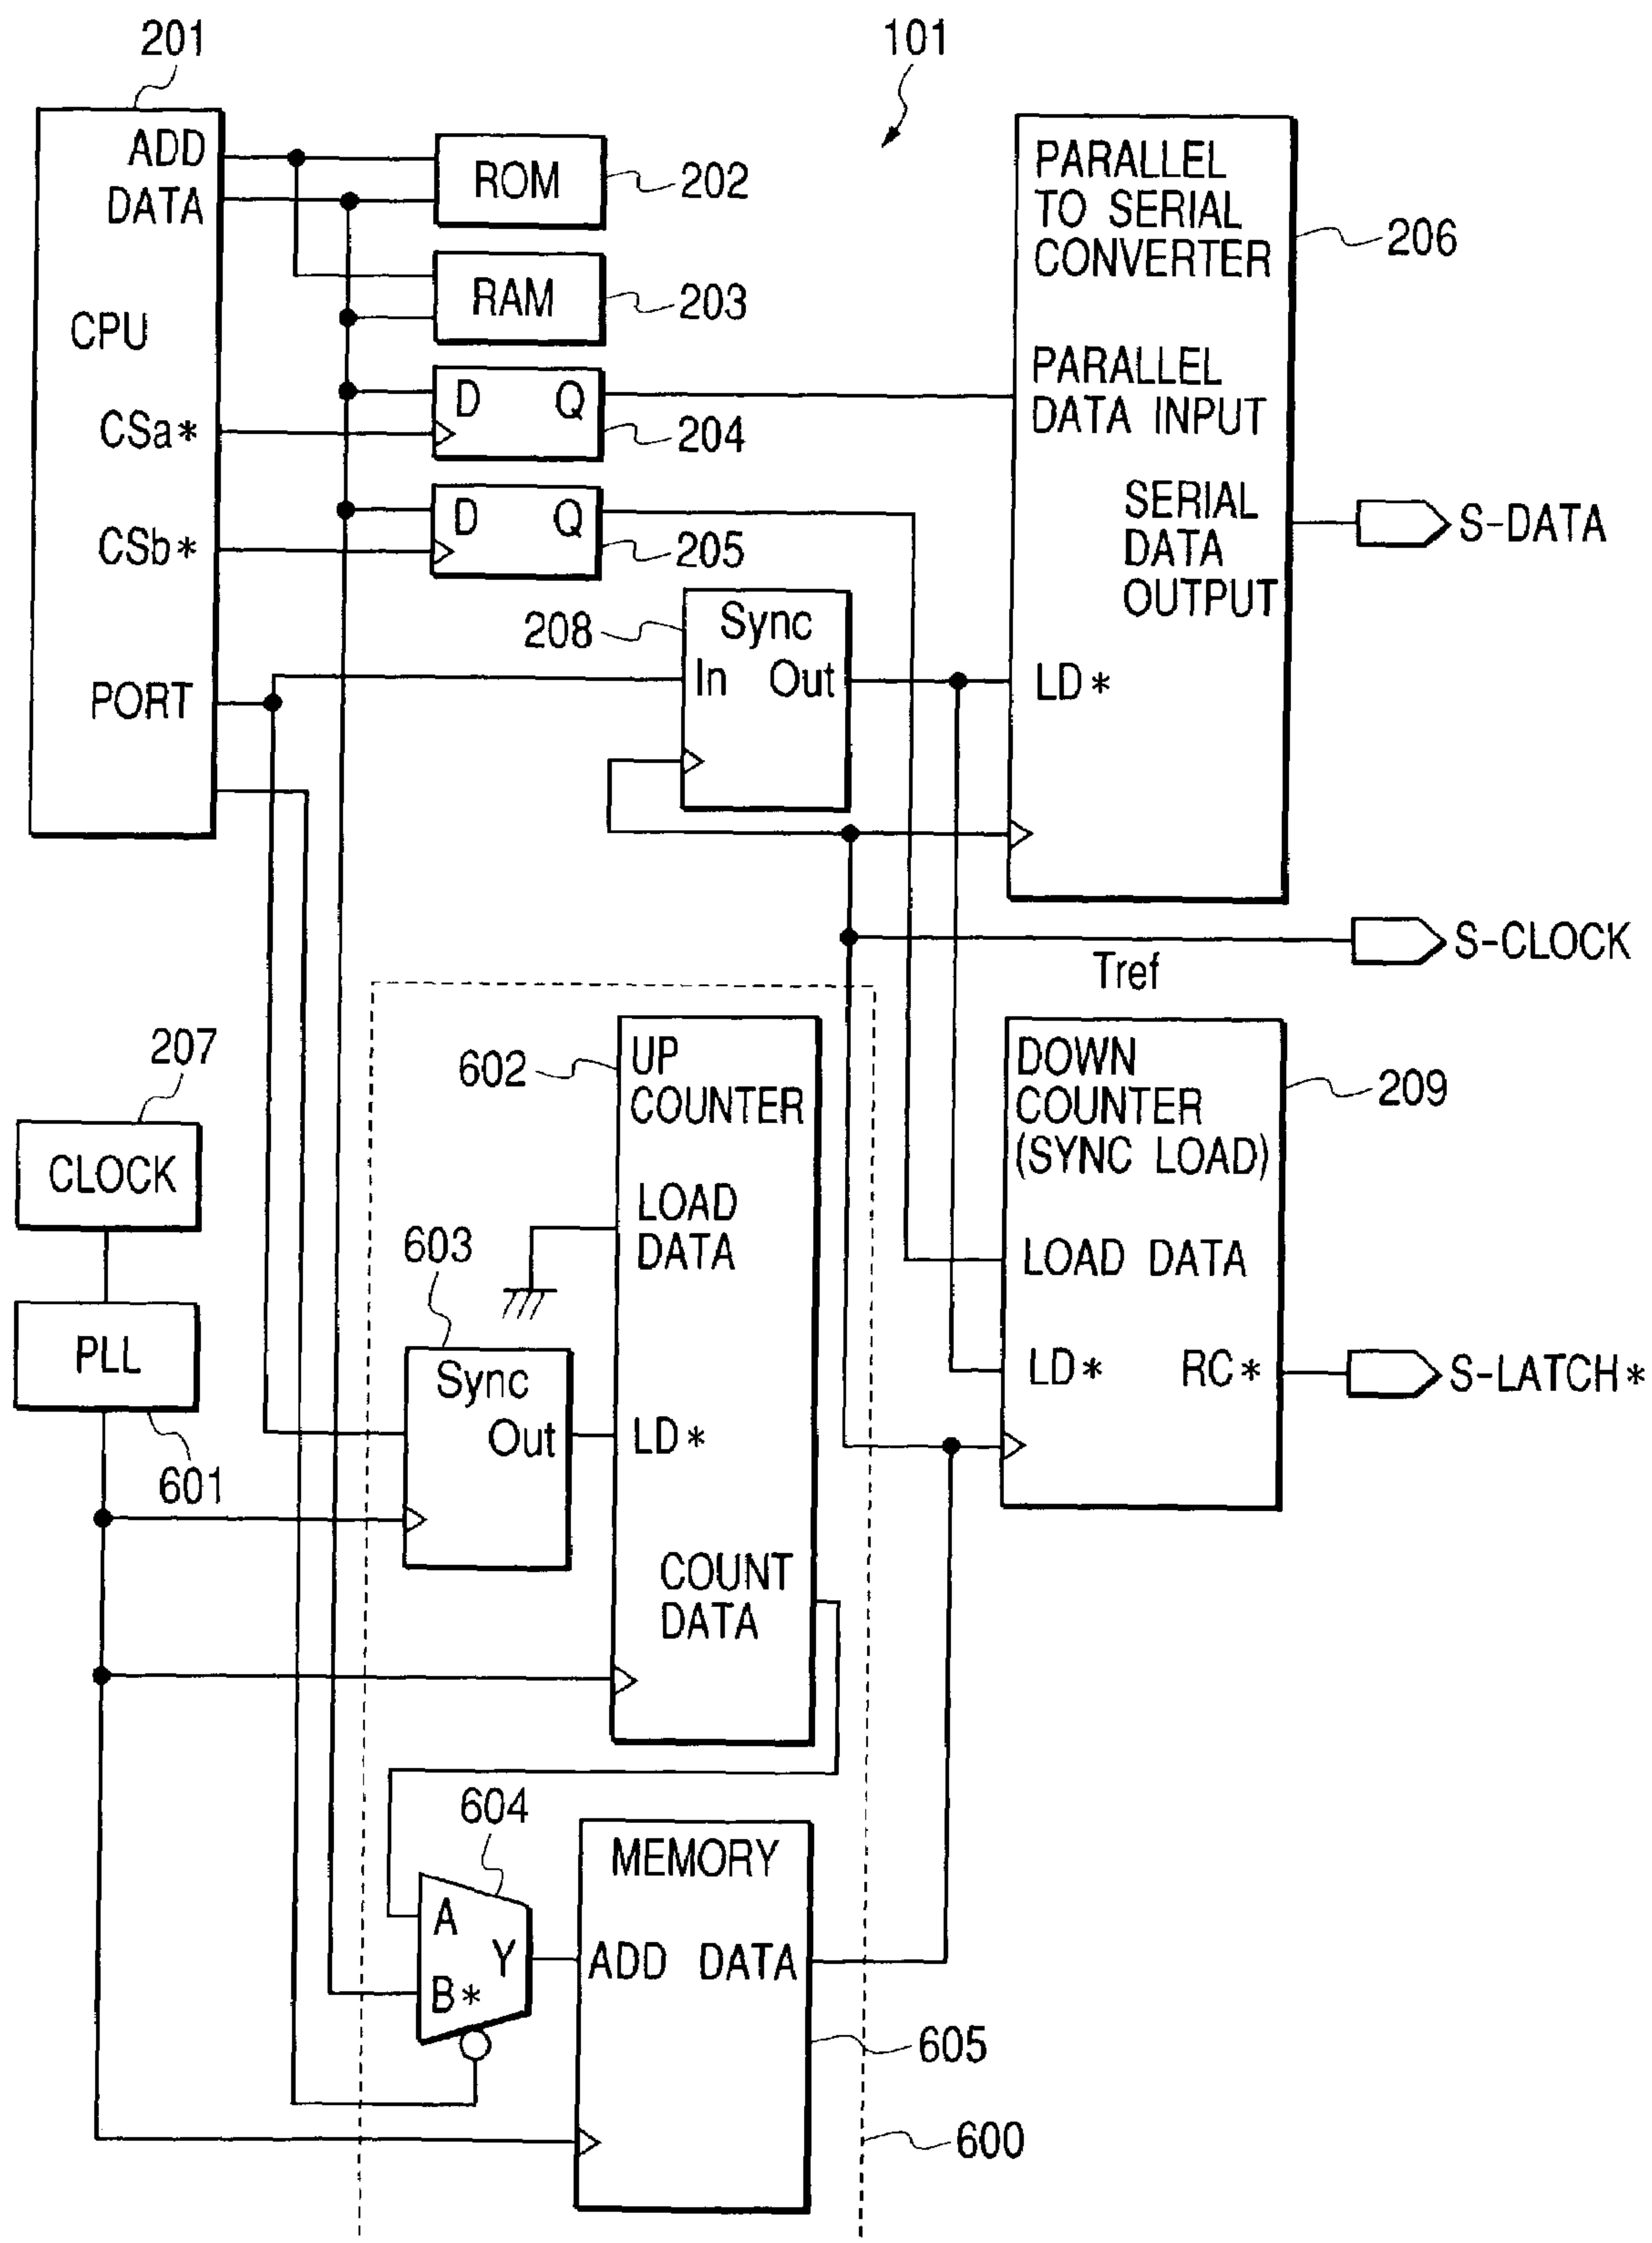 201
101
ADD
DATA
CPU
CSa*
CSb*
PORT
ROM
202
RAM
203
D Q
204
D Q
205
PARALLEL
TO SERIAL
CONVERTER
206
PARALLEL
DATA INPUT
SERIAL
DATA
OUTPUT
LD*
S-DATA
208
Sync
In Out
S-CLOCK
Tref
207
CLOCK
PLL
601
602
UP
COUNTER
LOAD
DATA
LD*
COUNT
DATA
603
Sync
Out
DOWN
COUNTER
(SYNC LOAD)
209
LOAD DATA
LD* RC*
S-LATCH*
604
A
Y
B*
MEMORY
ADD DATA
605
600